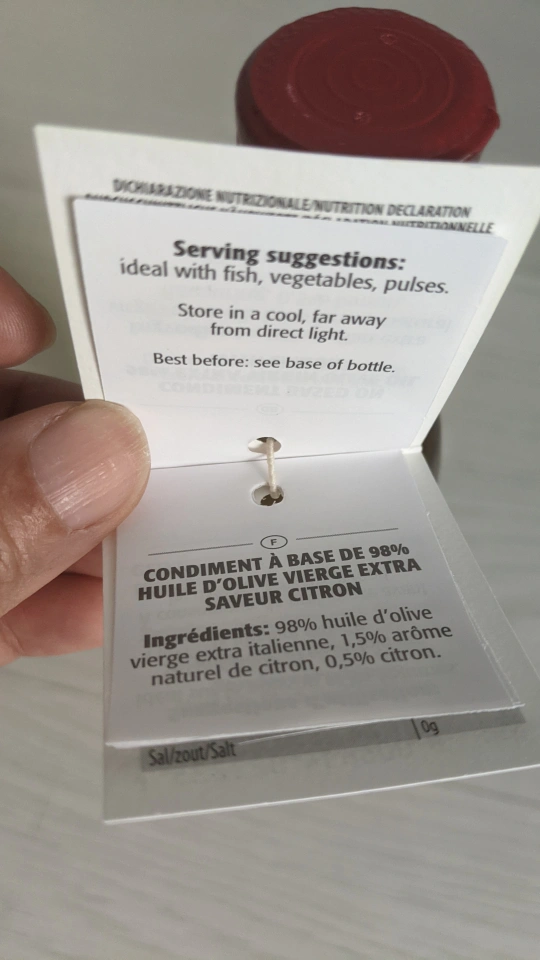 DICHIARAZIONE NUTRIZIONALE/NUTRITION DECLARATION
NUTRITIONNELLE
Serving suggestions:
ideal with fish, vegetables, pulses.
Store in a cool, far away
from direct light.
Best before: see base of bottle.
F
CONDIMENT À BASE DE 98%
HUILE D'OLIVE VIERGE EXTRA
SAVEUR CITRON
Ingrédients: 98% huile d'olive
vierge extra italienne, 1,5% arôme
naturel de citron, 0,5% citron.
Sal/zout/Salt 0g